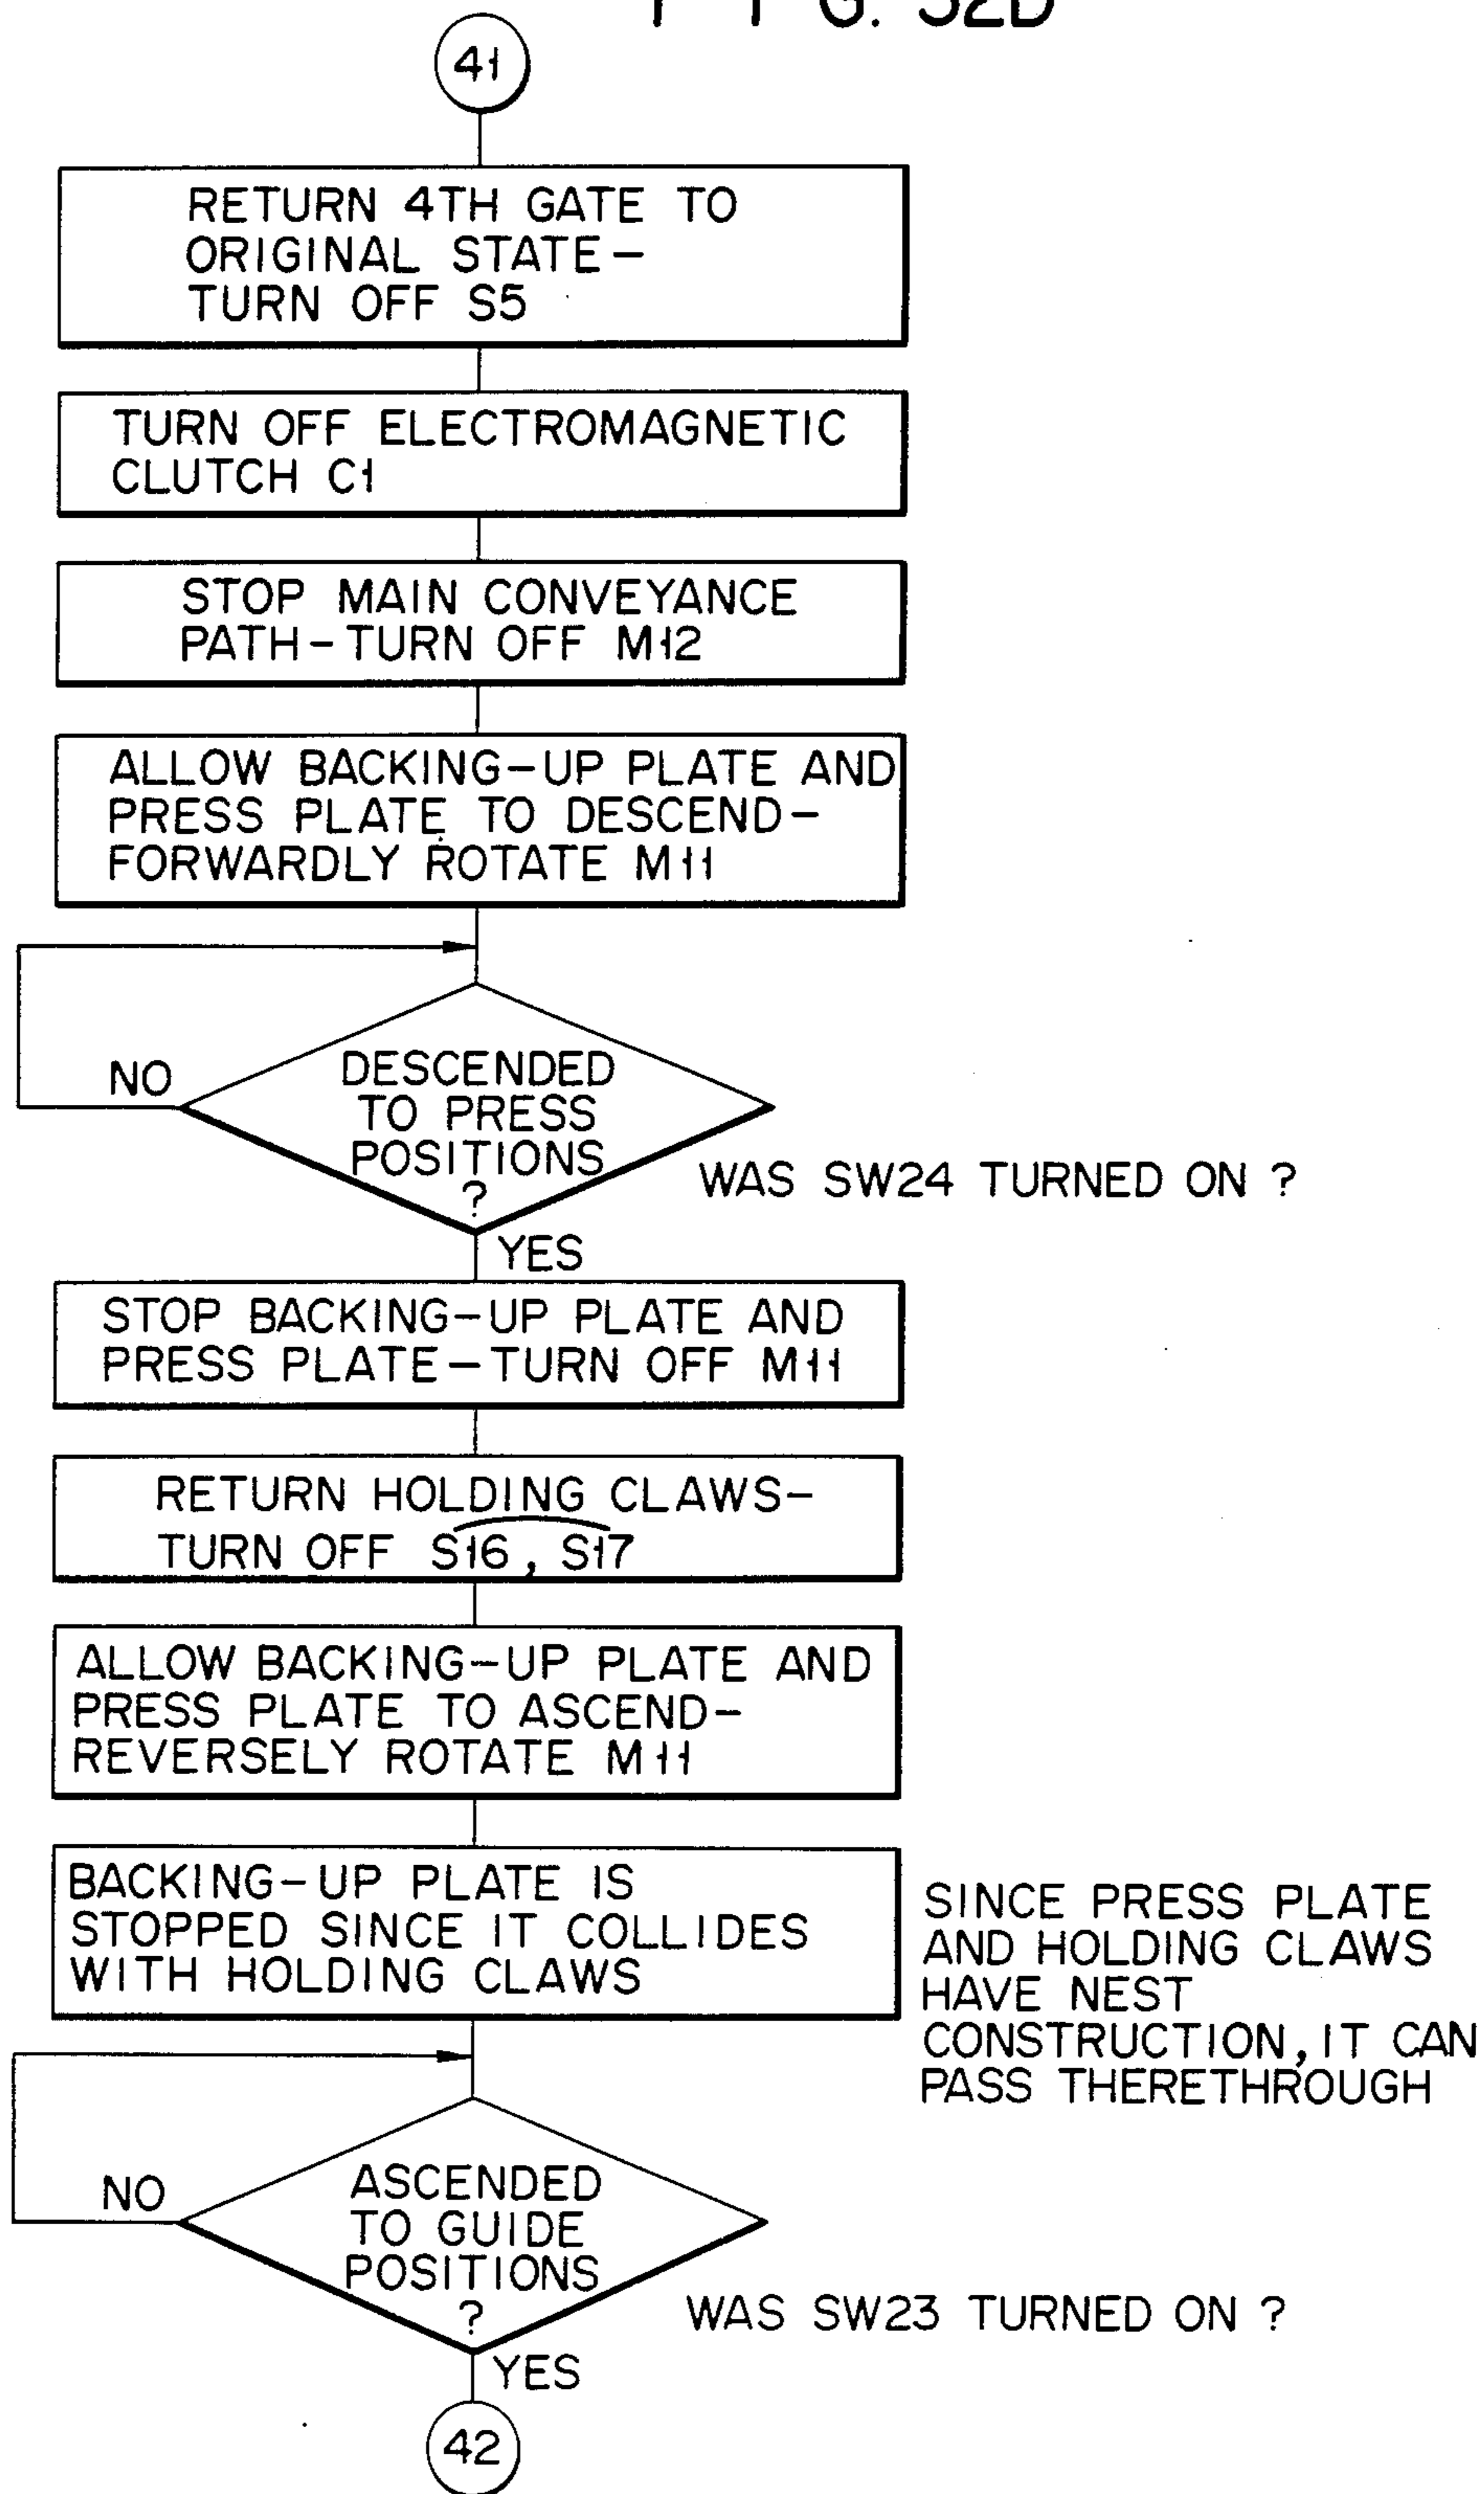 FIG. 32D
41
RETURN 4TH GATE TO
ORIGINAL STATE-
TURN OFF S5
TURN OFF ELECTROMAGNETIC
CLUTCH C1
STOP MAIN CONVEYANCE
PATH-TURN OFF M12
ALLOW BACKING-UP PLATE AND
PRESS PLATE TO DESCEND-
FORWARDLY ROTATE M11
NO
DESCENDED
TO PRESS
POSITIONS
?
WAS SW24 TURNED ON ?
YES
STOP BACKING-UP PLATE AND
PRESS PLATE-TURN OFF M11
RETURN HOLDING CLAWS-
TURN OFF S16, S17
ALLOW BACKING-UP PLATE AND
PRESS PLATE TO ASCEND-
REVERSELY ROTATE M11
BACKING-UP PLATE IS
STOPPED SINCE IT COLLIDES
WITH HOLDING CLAWS
SINCE PRESS PLATE
AND HOLDING CLAWS
HAVE NEST
CONSTRUCTION, IT CAN
PASS THERETHROUGH
NO
ASCENDED
TO GUIDE
POSITIONS
?
WAS SW23 TURNED ON ?
YES
42